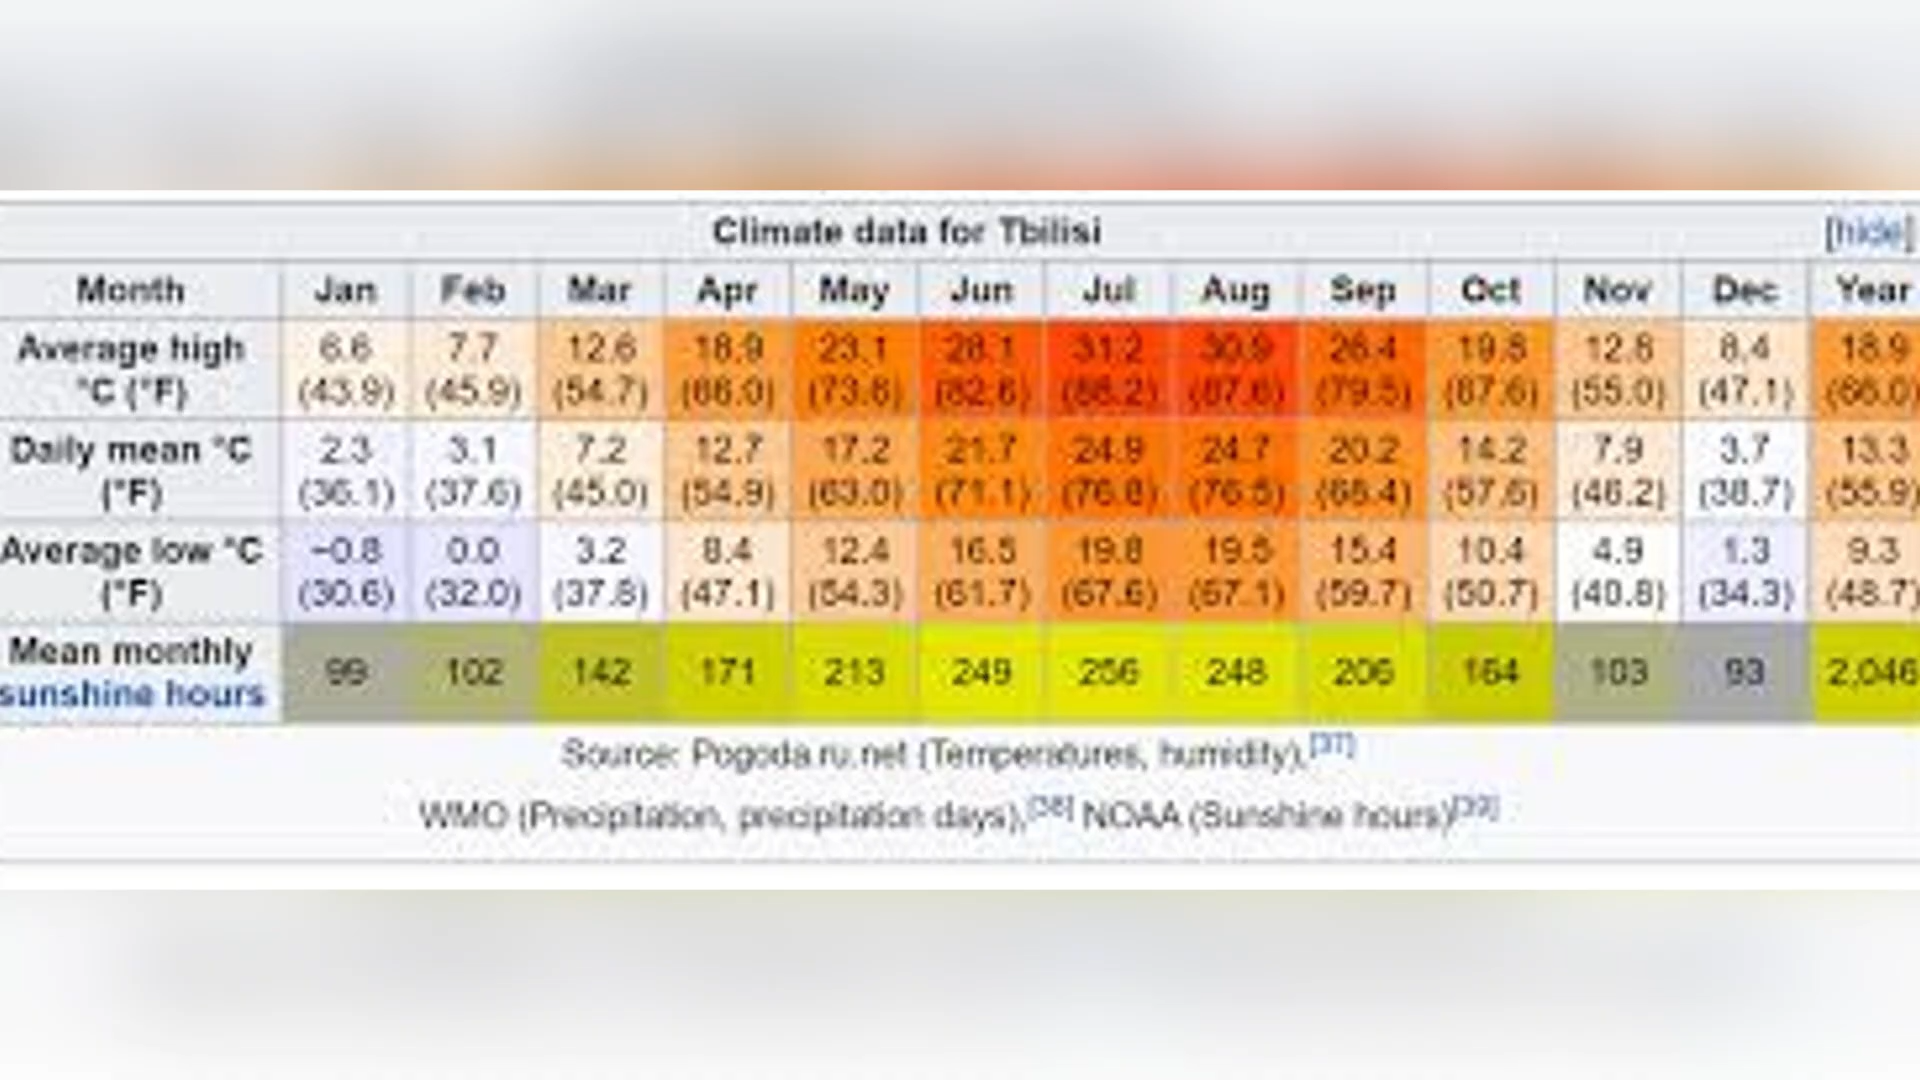 Climate data for Tbilisi [hide]
Month Jan Feb Mar Apr May Jun Jul Aug Sep Oct Nov Dec Year
Average high 6.6 7.7 12.6 18.9 23.1 28.1 31.2 30.9 26.4 19.8 12.8 8.4 18.9
°C (°F) (43.9) (45.9) (54.7) (66.0) (73.6) (82.6) (88.2) (87.6) (79.5) (67.6) (55.0) (47.1) (66.0)
Daily mean °C 2.3 3.1 7.2 12.7 17.2 21.7 24.9 24.7 20.2 14.2 7.9 3.7 13.3
(°F) (36.1) (37.6) (45.0) (54.9) (63.0) (71.1) (76.8) (76.5) (68.4) (57.6) (46.2) (38.7) (55.9)
Average low °C −0.8 0.0 3.2 8.4 12.4 16.5 19.8 19.5 15.4 10.4 4.9 1.3 9.3
(°F) (30.6) (32.0) (37.8) (47.1) (54.3) (61.7) (67.6) (67.1) (59.7) (50.7) (40.8) (34.3) (48.7)
Mean monthly
sunshine hours 99 102 142 171 213 249 256 248 206 164 103 93 2,046
Source: Pogoda.ru.net (Temperatures, humidity),[37]
WMO (Precipitation, precipitation days),[38] NOAA (Sunshine hours)[39]